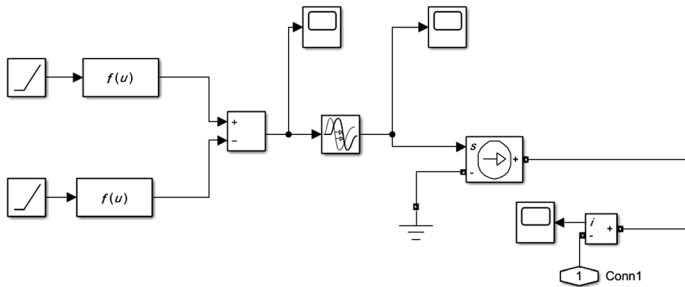 f(u)
+
−
s
+
-
f(u)
i
-
+
1
Conn1